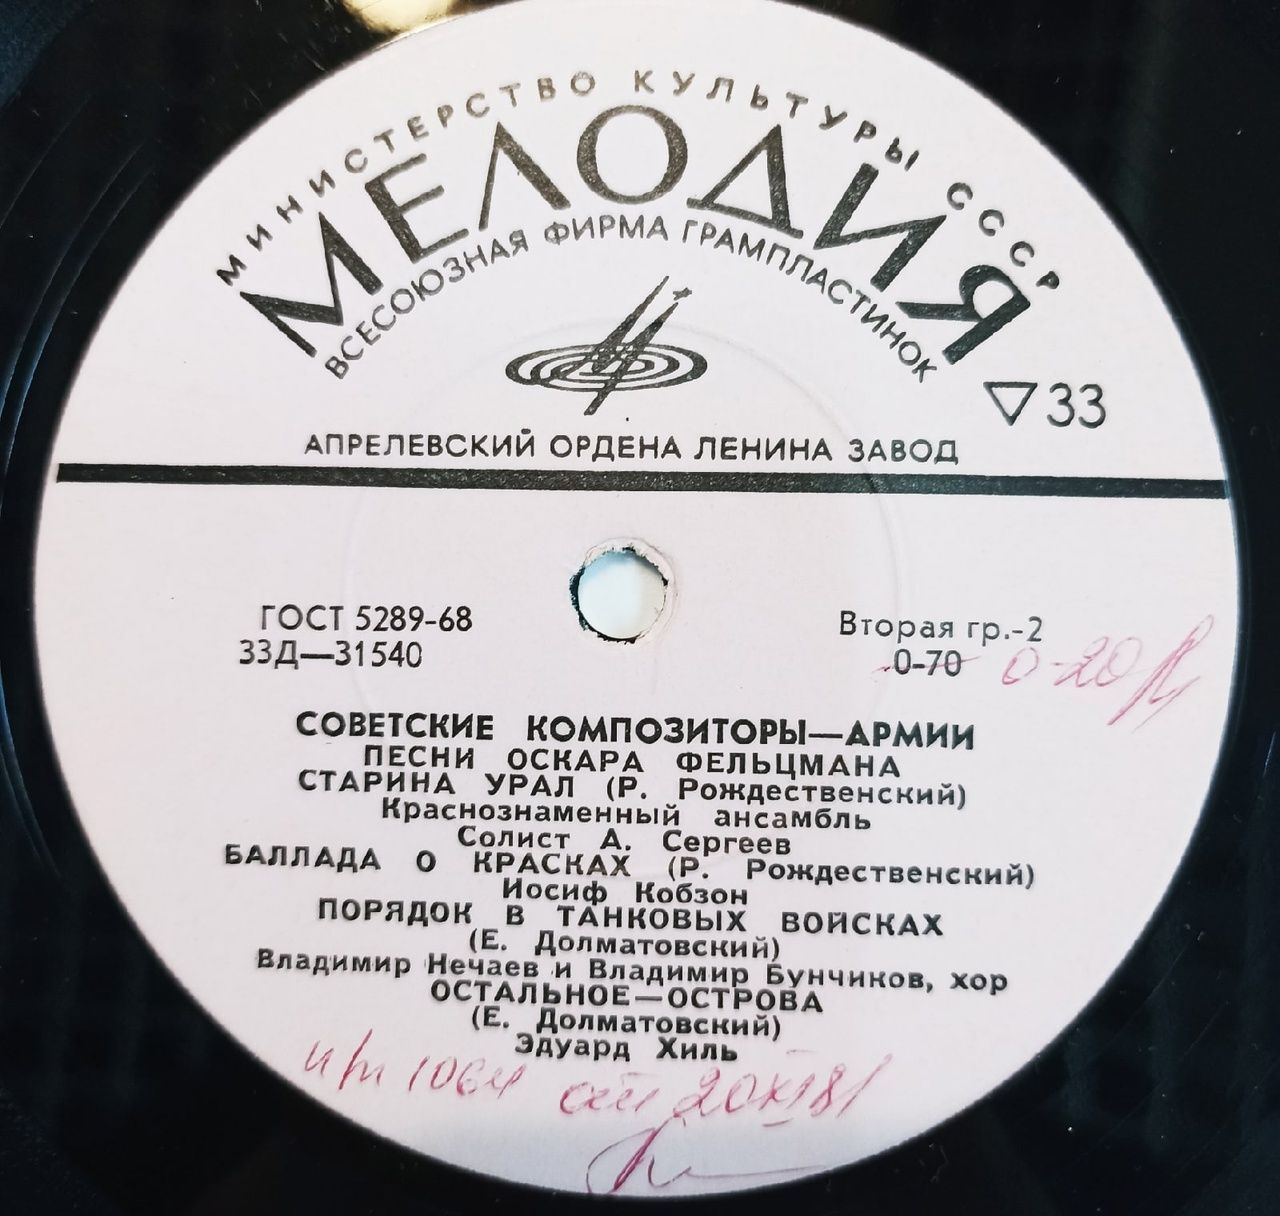 МИНИСТЕРСТВО КУЛЬТУРЫ СССР
МЕЛОДИЯ
ВСЕСОЮЗНАЯ ФИРМА ГРАМПЛАСТИНОК
33
АПРЕЛЕВСКИЙ ОРДЕНА ЛЕНИНА ЗАВОД
ГОСТ 5289-68
33Д—31540
Вторая гр.-2
0-70 0-20
СОВЕТСКИЕ КОМПОЗИТОРЫ—АРМИИ
ПЕСНИ ОСКАРА ФЕЛЬЦМАНА
СТАРИНА УРАЛ (Р. Рождественский)
Краснознаменный ансамбль
Солист А. Сергеев
БАЛЛАДА О КРАСКАХ (Р. Рождественский)
Иосиф Кобзон
ПОРЯДОК В ТАНКОВЫХ ВОЙСКАХ
(Е. Долматовский)
Владимир Нечаев и Владимир Бунчиков, хор
ОСТАЛЬНОЕ—ОСТРОВА
(Е. Долматовский)
Эдуард Хиль